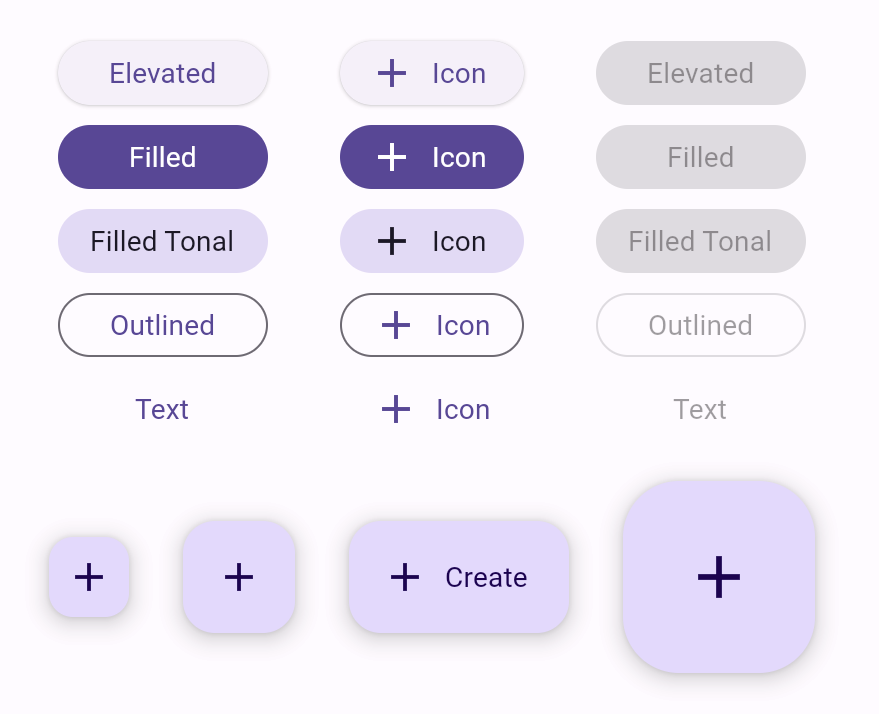 Elevated Icon Elevated
Filled Icon Filled
Filled Tonal Icon Filled Tonal
Outlined Icon Outlined
Text Icon Text
Create